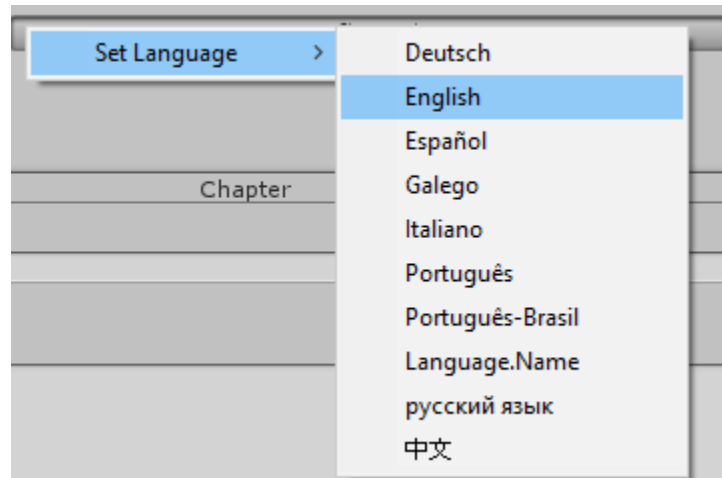 Set Language
Deutsch
English
Español
Galego
Chapter
Italiano
Português
Português-Brasil
Language.Name
русский язык
中文